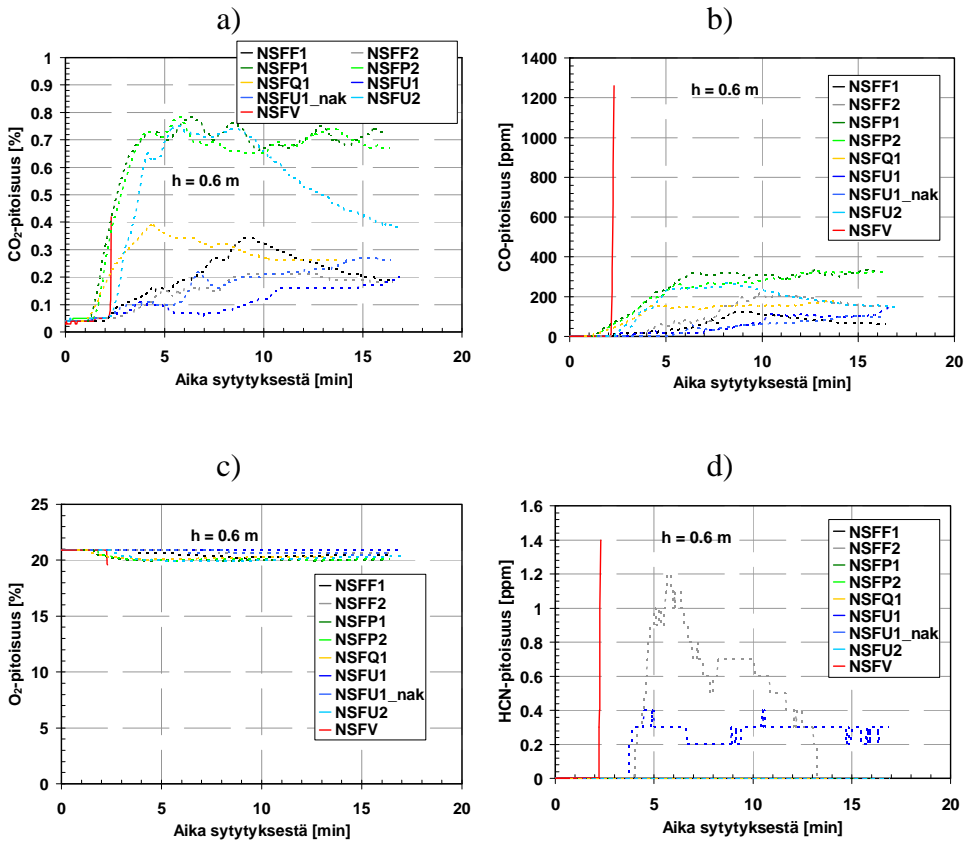 a)
NSFF1 NSFF2
NSFP1 NSFP2
NSFQ1 NSFU1
NSFU1_nak NSFU2
NSFV
h = 0.6 m
CO₂-pitoisuus [%]
1
0.9
0.8
0.7
0.6
0.5
0.4
0.3
0.2
0.1
0
0 5 10 15 20
Aika sytytyksestä [min]
b)
h = 0.6 m
NSFF1
NSFF2
NSFP1
NSFP2
NSFQ1
NSFU1
NSFU1_nak
NSFU2
NSFV
CO-pitoisuus [ppm]
1400
1200
1000
800
600
400
200
0
0 5 10 15 20
Aika sytytyksestä [min]
c)
h = 0.6 m
NSFF1
NSFF2
NSFP1
NSFP2
NSFQ1
NSFU1
NSFU1_nak
NSFU2
NSFV
O₂-pitoisuus [%]
25
20
15
10
5
0
0 5 10 15 20
Aika sytytyksestä [min]
d)
h = 0.6 m
NSFF1
NSFF2
NSFP1
NSFP2
NSFQ1
NSFU1
NSFU1_nak
NSFU2
NSFV
HCN-pitoisuus [ppm]
1.6
1.4
1.2
1
0.8
0.6
0.4
0.2
0
0 5 10 15 20
Aika sytytyksestä [min]